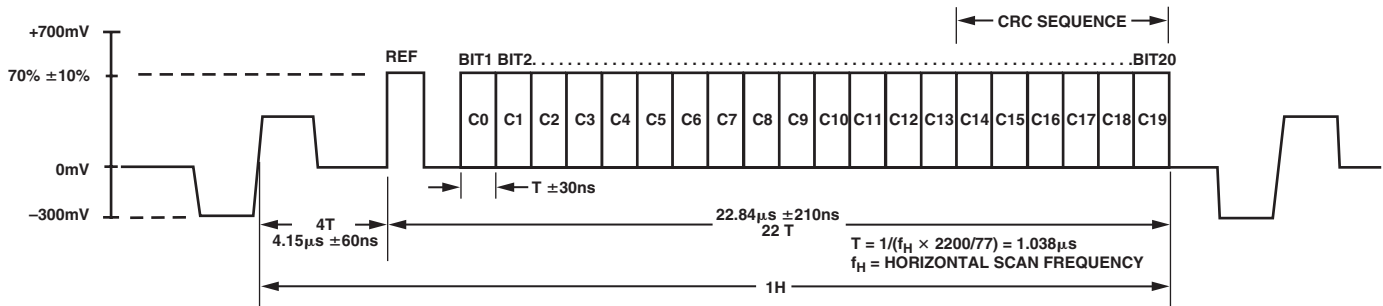 CRC SEQUENCE
+700mV
REF
BIT1 BIT2. . . . . . . . . . . . . . . . . . . . . . . . . . . . . . . . . . . . . . . . . . . . . . . . . . . . . . . . . . . . . . . . . . . . . .BIT20
70% ±10%
C0 C1 C2 C3 C4 C5 C6 C7 C8 C9 C10 C11 C12 C13 C14 C15 C16 C17 C18 C19
0mV
T ±30ns
–300mV
4T
4.15µs ±60ns
22.84µs ±210ns
22 T
T = 1/(fH × 2200/77) = 1.038µs
fH = HORIZONTAL SCAN FREQUENCY
1H